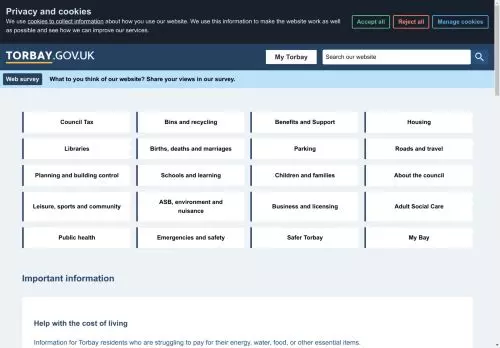 Privacy and cookies
We use cookies to collect information about how you use our website. We use this information to make the website work as
well as possible and see how we can improve our services.
Accept all
Reject all
Manage cookies
TORBAY.GOV.UK
My Torbay
Search our website
Web survey
What to you think of our website? Share your views in our survey.
Council Tax
Bins and recycling
Benefits and Support
Housing
Libraries
Births, deaths and marriages
Parking
Roads and travel
Planning and building control
Schools and learning
Children and families
About the council
Leisure, sports and community
ASB, environment and
nuisance
Business and licensing
Adult Social Care
Public health
Emergencies and safety
Safer Torbay
My Bay
Important information
Help with the cost of living
Information for Torbay residents who are struggling to pay for their energy, water, food, or other essential items.